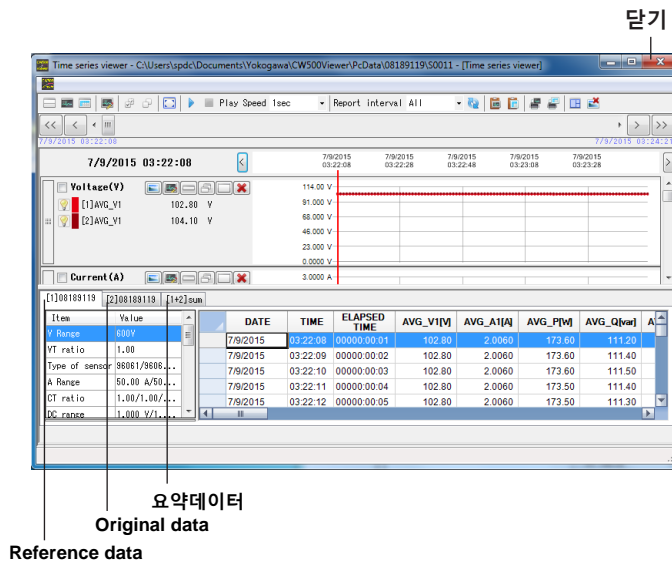 닫기
Time series viewer - C:\Users\spdc\Documents\Yokogawa\CW500Viewer\PcData\08189119\S0011 - [Time series viewer]
Play Speed 1sec
Report interval All
7/9/2015 03:22:08
7/9/2015 03:24:21
7/9/2015 03:22:08
7/9/2015 03:22:08
7/9/2015 03:22:28
7/9/2015 03:22:48
7/9/2015 03:23:08
7/9/2015 03:23:28
Voltage(V)
[1]AVG_V1 102.80 V
[2]AVG_V1 104.10 V
114.00 V
91.000 V
68.000 V
46.000 V
23.000 V
0.0000 V
Current(A)
3.0000 A
[1]08189119 [2]08189119 [1+2]sum
Item Value
V Range 600V
VT ratio 1.00
Type of sensor 96061/9606...
A Range 50.00 A/50...
CT ratio 1.00/1.00/...
DC range 1.000 V/1....
DATE TIME ELAPSED TIME AVG_V1[V] AVG_A1[A] AVG_P[W] AVG_Q[var]
7/9/2015 03:22:08 00000:00:01 102.80 2.0060 173.60 111.20
7/9/2015 03:22:09 00000:00:02 102.80 2.0060 173.60 111.40
7/9/2015 03:22:10 00000:00:03 102.80 2.0060 173.60 111.50
7/9/2015 03:22:11 00000:00:04 102.80 2.0060 173.50 111.40
7/9/2015 03:22:12 00000:00:05 102.80 2.0060 173.50 111.30
요약데이터
Original data
Reference data